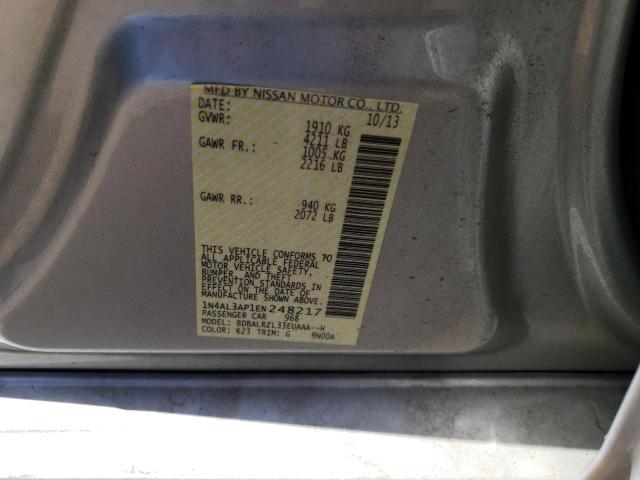 MFD BY NISSAN MOTOR CO., LTD.
DATE: 10/13
GVWR: 1910 KG
4211 LB
GAWR FR.: 1005 KG
2216 LB
GAWR RR.: 940 KG
2072 LB
THIS VEHICLE CONFORMS TO
ALL APPLICABLE FEDERAL
MOTOR VEHICLE SAFETY,
BUMPER, AND THEFT
PREVENTION STANDARDS IN
EFFECT ON THE DATE OF
MANUFACTURE SHOWN ABOVE.
1N4AL3AP1EN248217
PASSENGER CAR 968
MODEL: BDBALRZL33EUAAA--H
COLOR: K23 TRIM: G 9N00A